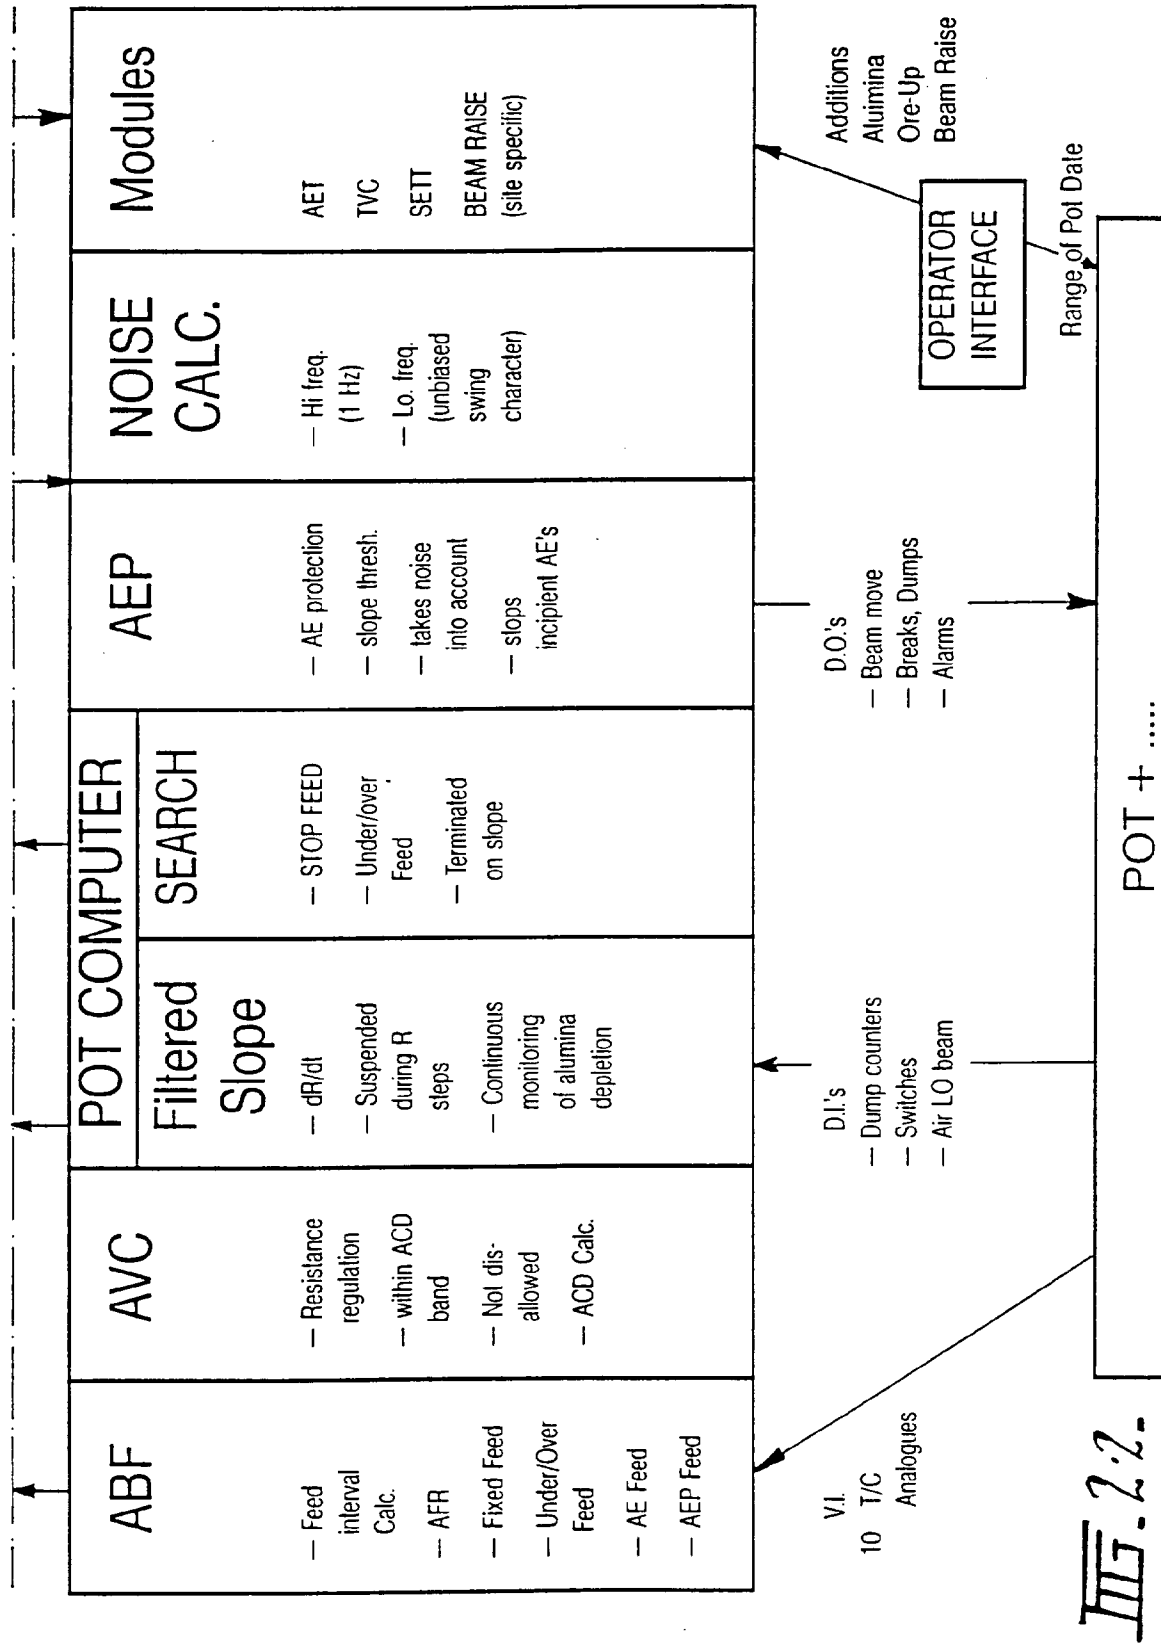 POT COMPUTER
ABF
— Feed
interval
Calc.
— AFR
— Fixed Feed
— Under/Over
Feed
— AE Feed
— AEP Feed
AVC
— Resistance
regulation
— within ACD
band
— Not dis-
allowed
— ACD Calc.
Filtered
Slope
— dR/dt
— Suspended
during R
steps
— Continuous
monitoring
of alumina
depletion
SEARCH
— STOP FEED
— Under/over
Feed
— Terminated
on slope
AEP
— AE protection
— slope thresh.
— takes noise
into account
— stops
incipient AE's
NOISE
CALC.
— Hi freq.
(1 Hz)
— Lo. freq.
(unbiased
swing
character)
Modules
AET
TVC
SETT
BEAM RAISE
(site specific)
V.I.
10 T/C
Analogues
D.I.'s
— Dump counters
— Switches
— Air LO beam
D.O.'s
— Beam move
— Breaks, Dumps
— Alarms
OPERATOR
INTERFACE
Additions
Aluimina
Ore-Up
Beam Raise
Range of Pot Date
POT + .....
FIG. 22.